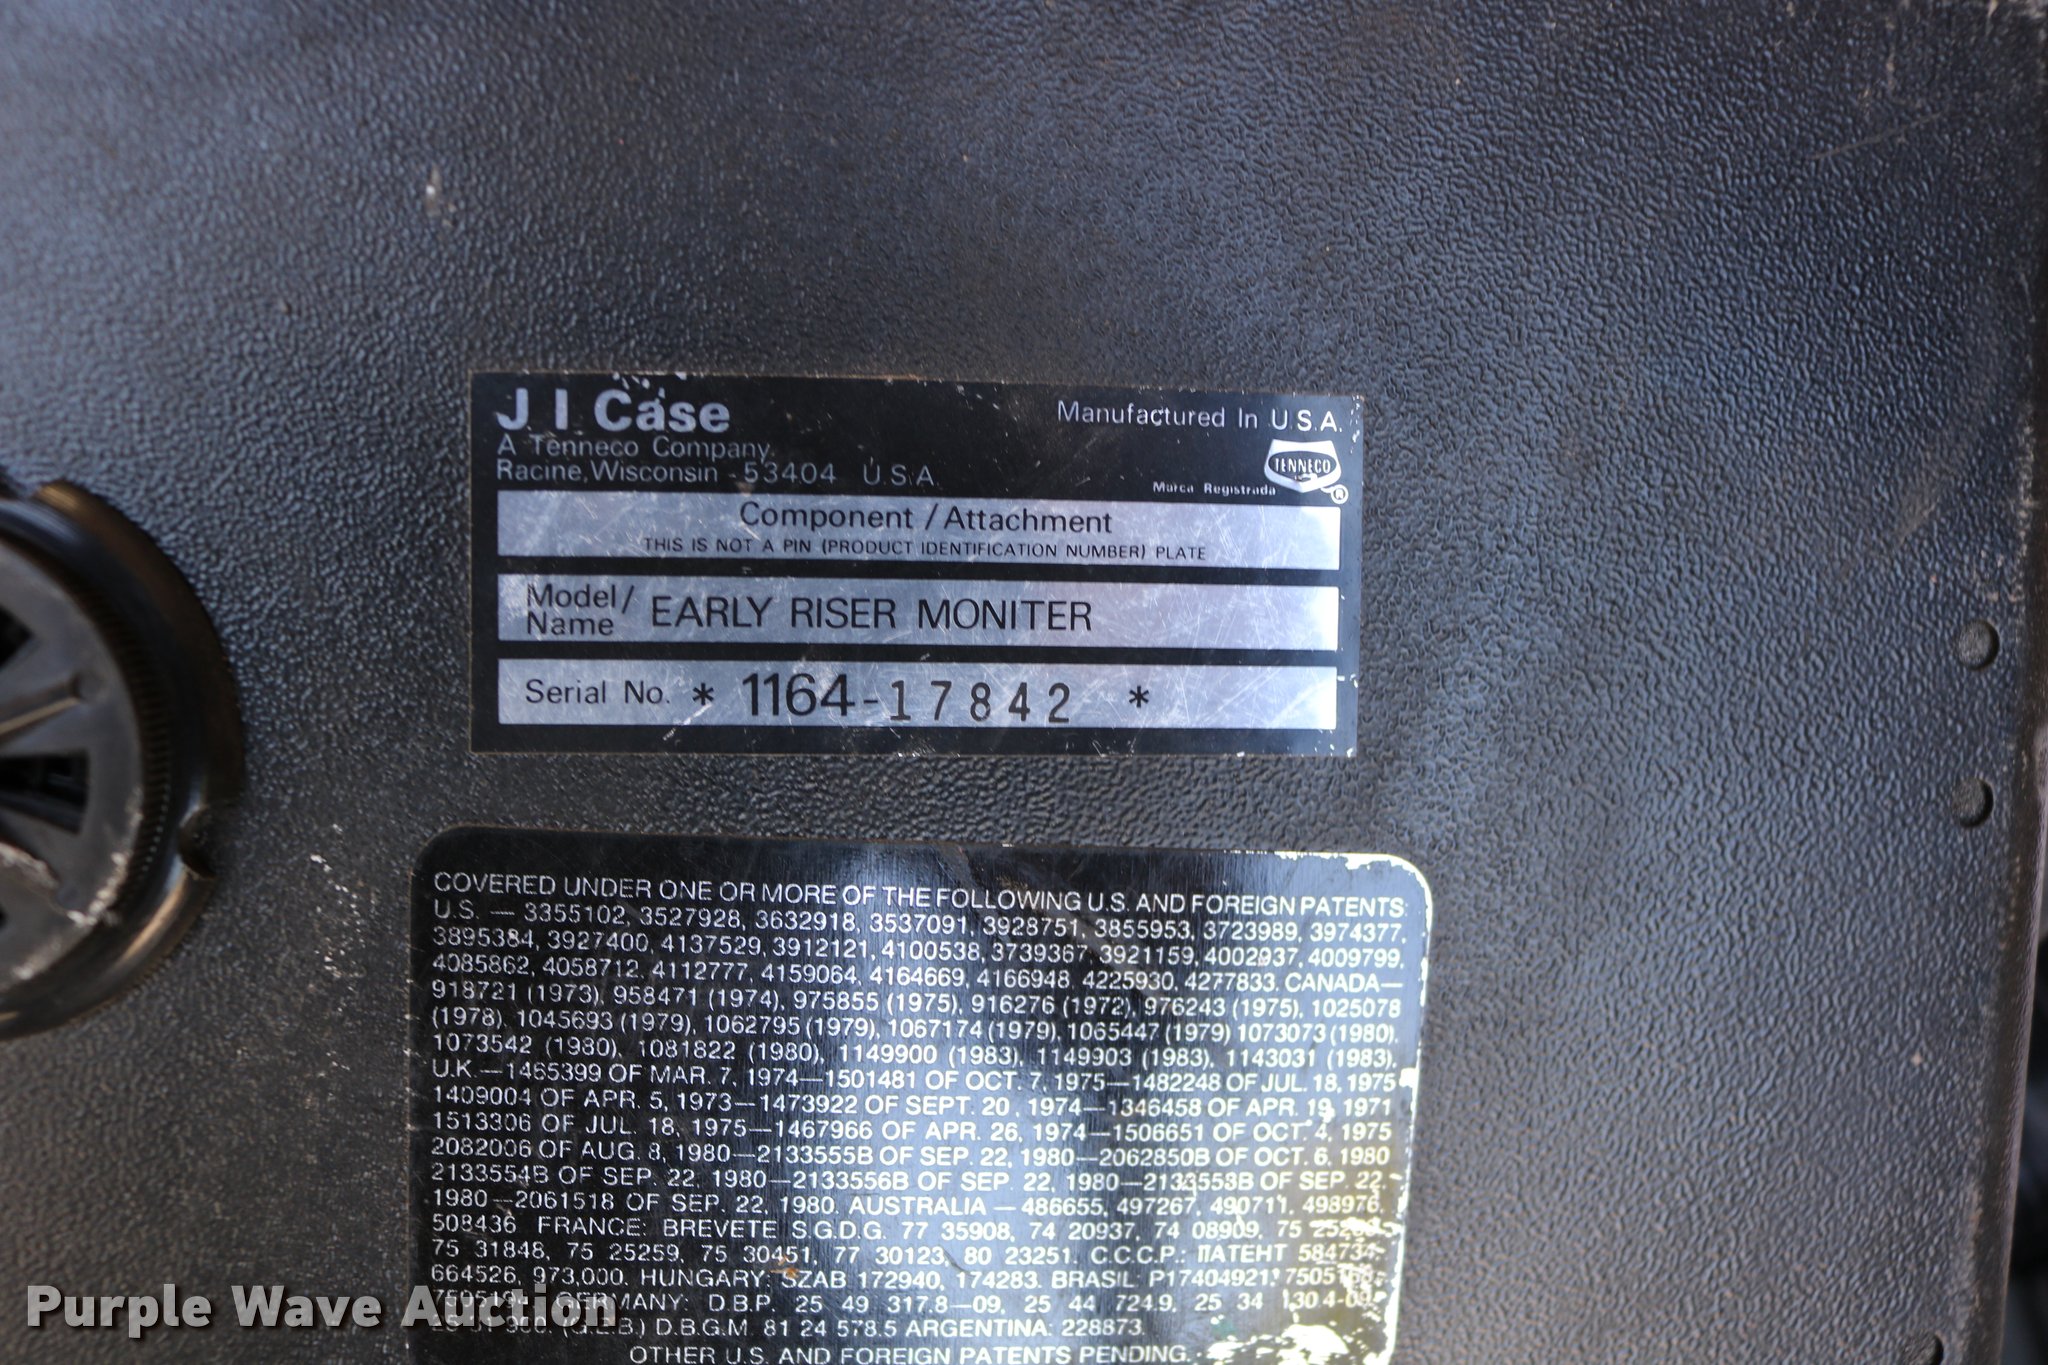 J I Case
Manufactured In U.S.A.
A Tenneco Company
Racine, Wisconsin 53404 U.S.A.
TENNECO
Marca Registrada ®
Component / Attachment
THIS IS NOT A PIN (PRODUCT IDENTIFICATION NUMBER) PLATE
Model/ Name EARLY RISER MONITER
Serial No. * 1164-17842 *
COVERED UNDER ONE OR MORE OF THE FOLLOWING U.S. AND FOREIGN PATENTS:
U.S. — 3355102, 3527928, 3632918, 3537091, 3928751, 3855953, 3723989, 3974377,
3895384, 3927400, 4137529, 3912121, 4100538, 3739367, 3921159, 4002937, 4009799,
4085862, 4058712, 4112777, 4159064, 4164669, 4166948, 4225930, 4277833. CANADA—
918721 (1973), 958471 (1974), 975855 (1975), 916276 (1972), 976243 (1975), 1025078
(1978), 1045693 (1979), 1062795 (1979), 1067174 (1979), 1065447 (1979) 1073073 (1980),
1073542 (1980), 1081822 (1980), 1149900 (1983), 1149903 (1983), 1143031 (1983),
U.K.—1465399 OF MAR. 7, 1974—1501481 OF OCT. 7, 1975—1482248 OF JUL. 18, 1975
1409004 OF APR. 5, 1973—1473922 OF SEPT. 20, 1974—1346458 OF APR. 19, 1971
1513306 OF JUL. 18, 1975—1467966 OF APR. 26, 1974—1506651 OF OCT. 4, 1975
2082006 OF AUG. 8, 1980—2133555B OF SEP. 22, 1980—2062850B OF OCT. 6, 1980
2133554B OF SEP. 22, 1980—2133556B OF SEP. 22, 1980—2133553B OF SEP. 22,
1980—2061518 OF SEP. 22, 1980. AUSTRALIA — 486655, 497267, 490711, 498976,
508436 FRANCE: BREVETE S.G.D.G. 77 35908, 74 20937, 74 08909, 75
75 31848, 75 25259, 75 30451, 77 30123, 80 23251. C.C.C.P.: ПАТЕНТ 584734-
664526, 973,000. HUNGARY: SZAB 172940, 174283. BRASIL P17404921,
GERMANY: D.B.P. 25 49 317.8—09, 25 44 724.9, 25 34 130.4-09,
(G.E.B.) D.B.G.M. 81 24 578.5 ARGENTINA: 228873.
OTHER U.S. AND FOREIGN PATENTS PENDING.
Purple Wave Auction